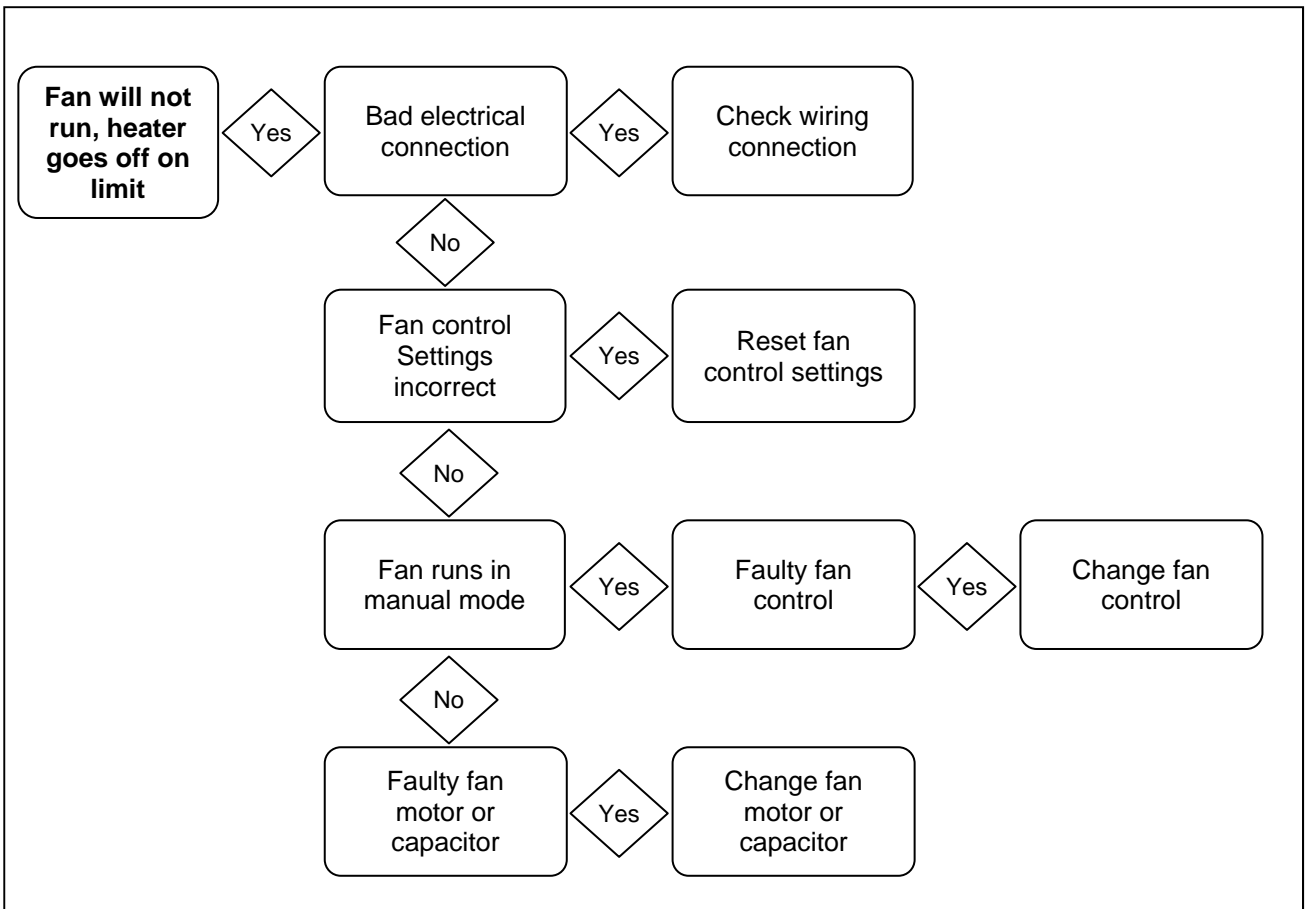 Fan will not
run, heater
goes off on
limit
Yes
Bad electrical
connection
Yes
Check wiring
connection
No
Fan control
Settings
incorrect
Yes
Reset fan
control settings
No
Fan runs in
manual mode
Yes
Faulty fan
control
Yes
Change fan
control
No
Faulty fan
motor or
capacitor
Yes
Change fan
motor or
capacitor